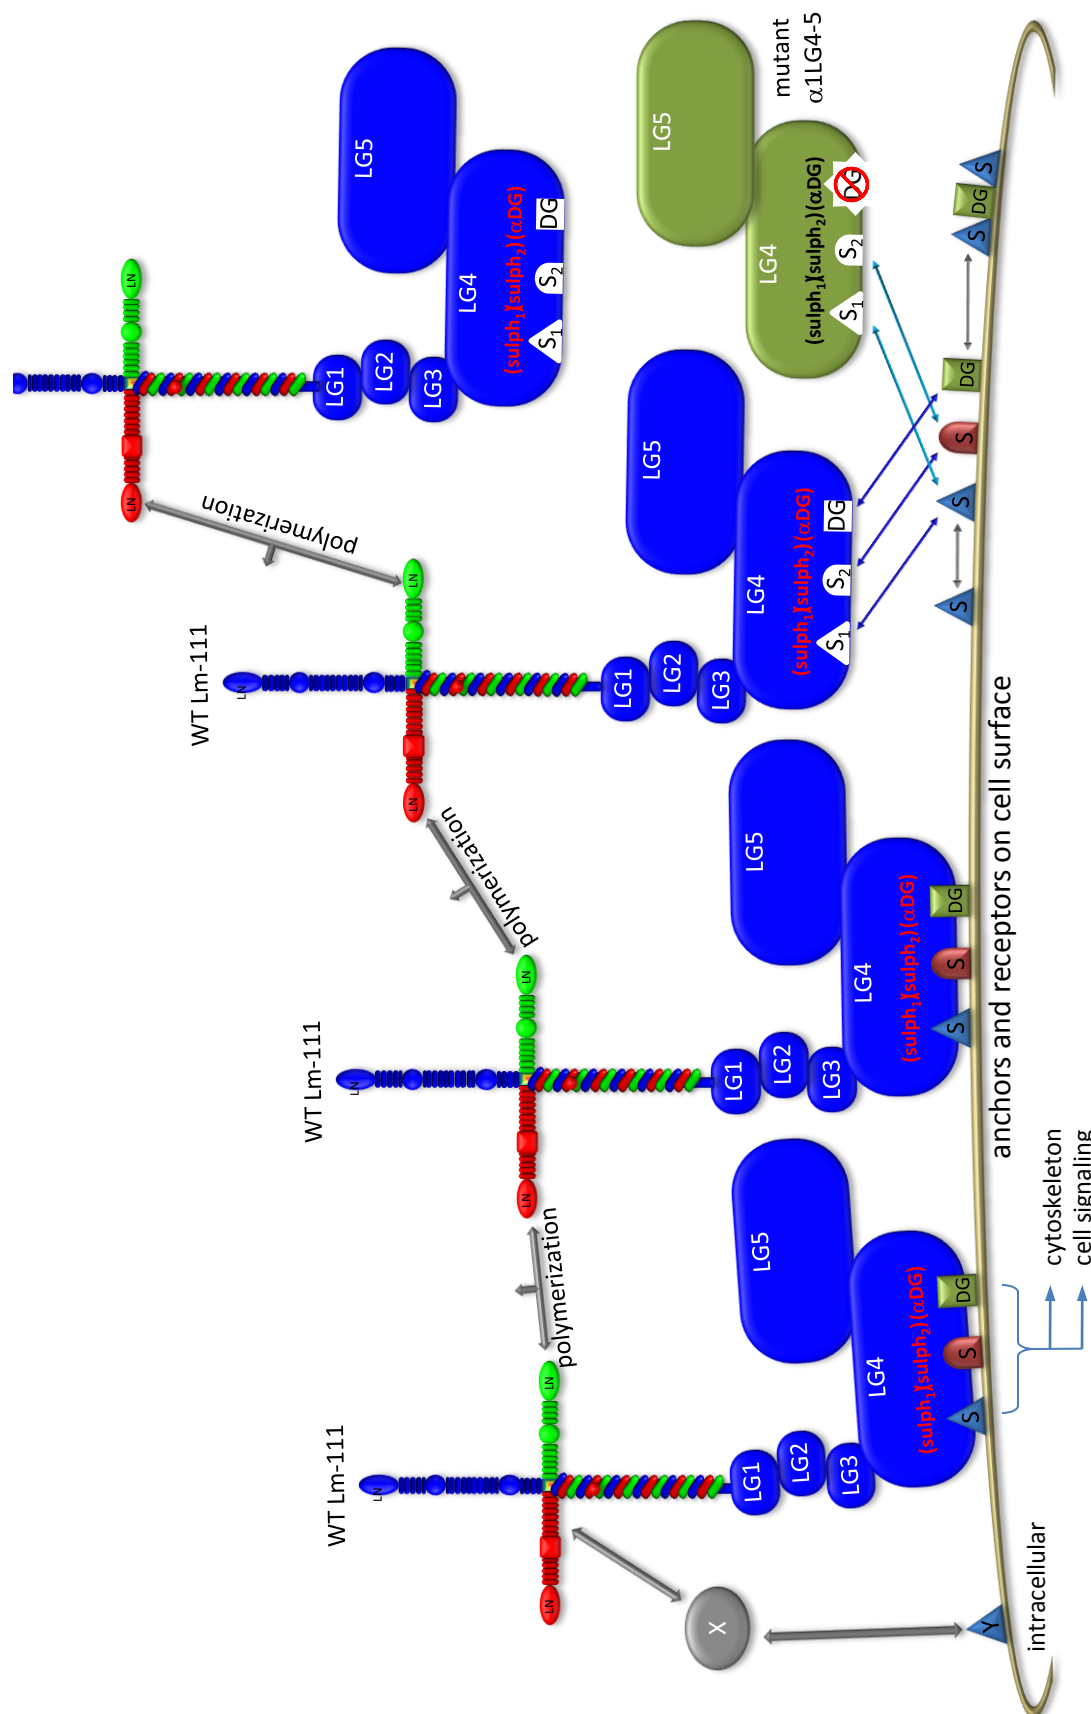 WT Lm-111
LN
LN
LN
LG1
LG2
LG3
LG4
LG5
(sulph₁)(sulph₂)(αDG)
S
S
DG
polymerization
WT Lm-111
LN
LN
LN
LG1
LG2
LG3
LG4
LG5
(sulph₁)(sulph₂)(αDG)
S
S
DG
polymerization
WT Lm-111
LN
LN
LN
LG1
LG2
LG3
LG4
LG5
(sulph₁)(sulph₂)(αDG)
S₁
S₂
DG
polymerization
LN
LN
LG1
LG2
LG3
LG4
LG5
(sulph₁)(sulph₂)(αDG)
S₁
S₂
DG
LG5
LG4
(sulph₁)(sulph₂)(αDG)
S₁
S₂
DG
mutant
α1LG4-5
X
Y
S
S
S
DG
S
DG
S
intracellular
anchors and receptors on cell surface
cytoskeleton
cell signaling